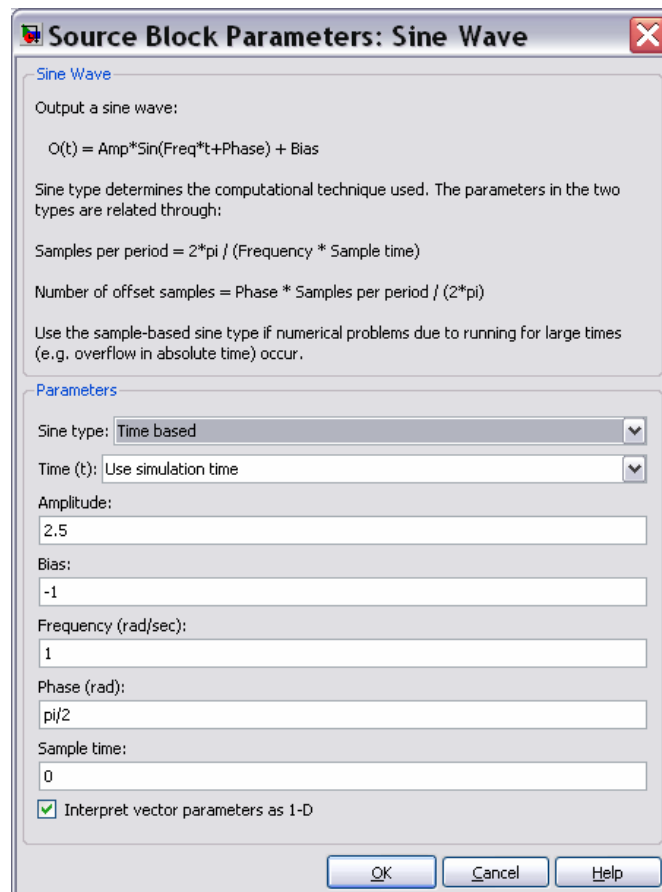 Source Block Parameters: Sine Wave
Sine Wave
Output a sine wave:
O(t) = Amp*Sin(Freq*t+Phase) + Bias
Sine type determines the computational technique used. The parameters in the two
types are related through:
Samples per period = 2*pi / (Frequency * Sample time)
Number of offset samples = Phase * Samples per period / (2*pi)
Use the sample-based sine type if numerical problems due to running for large times
(e.g. overflow in absolute time) occur.
Parameters
Sine type: Time based
Time (t): Use simulation time
Amplitude:
2.5
Bias:
-1
Frequency (rad/sec):
1
Phase (rad):
pi/2
Sample time:
0
Interpret vector parameters as 1-D
OK Cancel Help